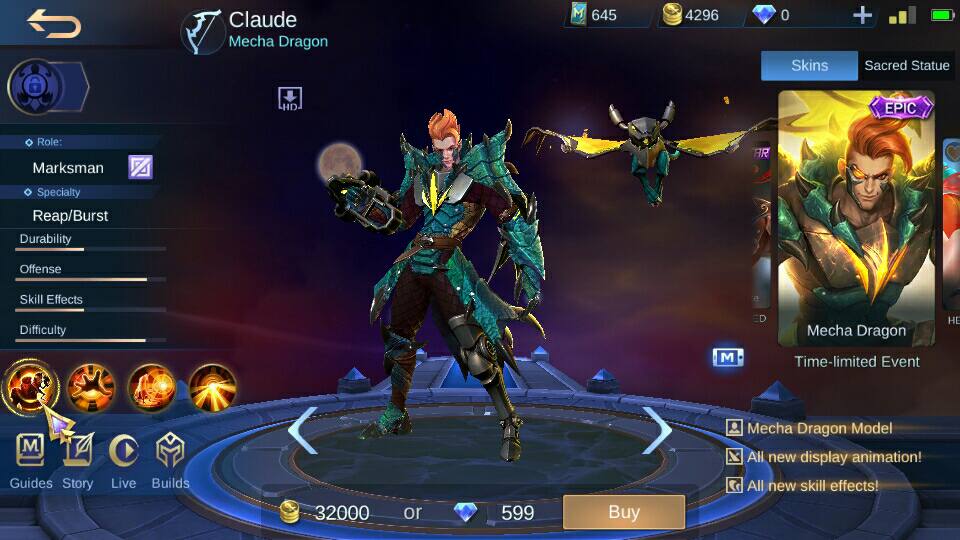 Claude
Mecha Dragon
645
4296
0
HD
Skins
Sacred Statue
EPIC
Role:
Marksman
Specialty
Reap/Burst
Durability
Offense
Skill Effects
Difficulty
Mecha Dragon
Time-limited Event
M
Mecha Dragon Model
All new display animation!
All new skill effects!
Guides
Story
Live
Builds
32000
or
599
Buy